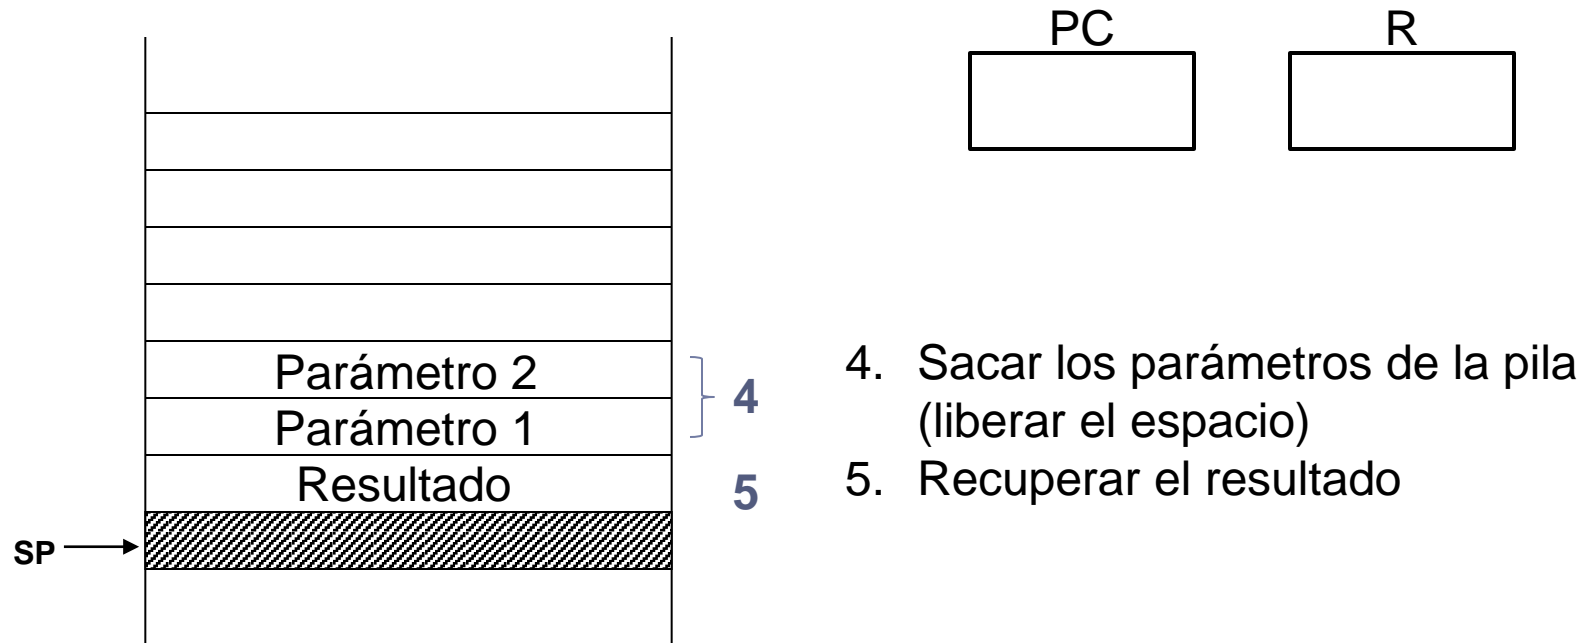 PC
R
Parámetro 2
Parámetro 1
Resultado
SP
4
5
4. Sacar los parámetros de la pila
(liberar el espacio)
5. Recuperar el resultado